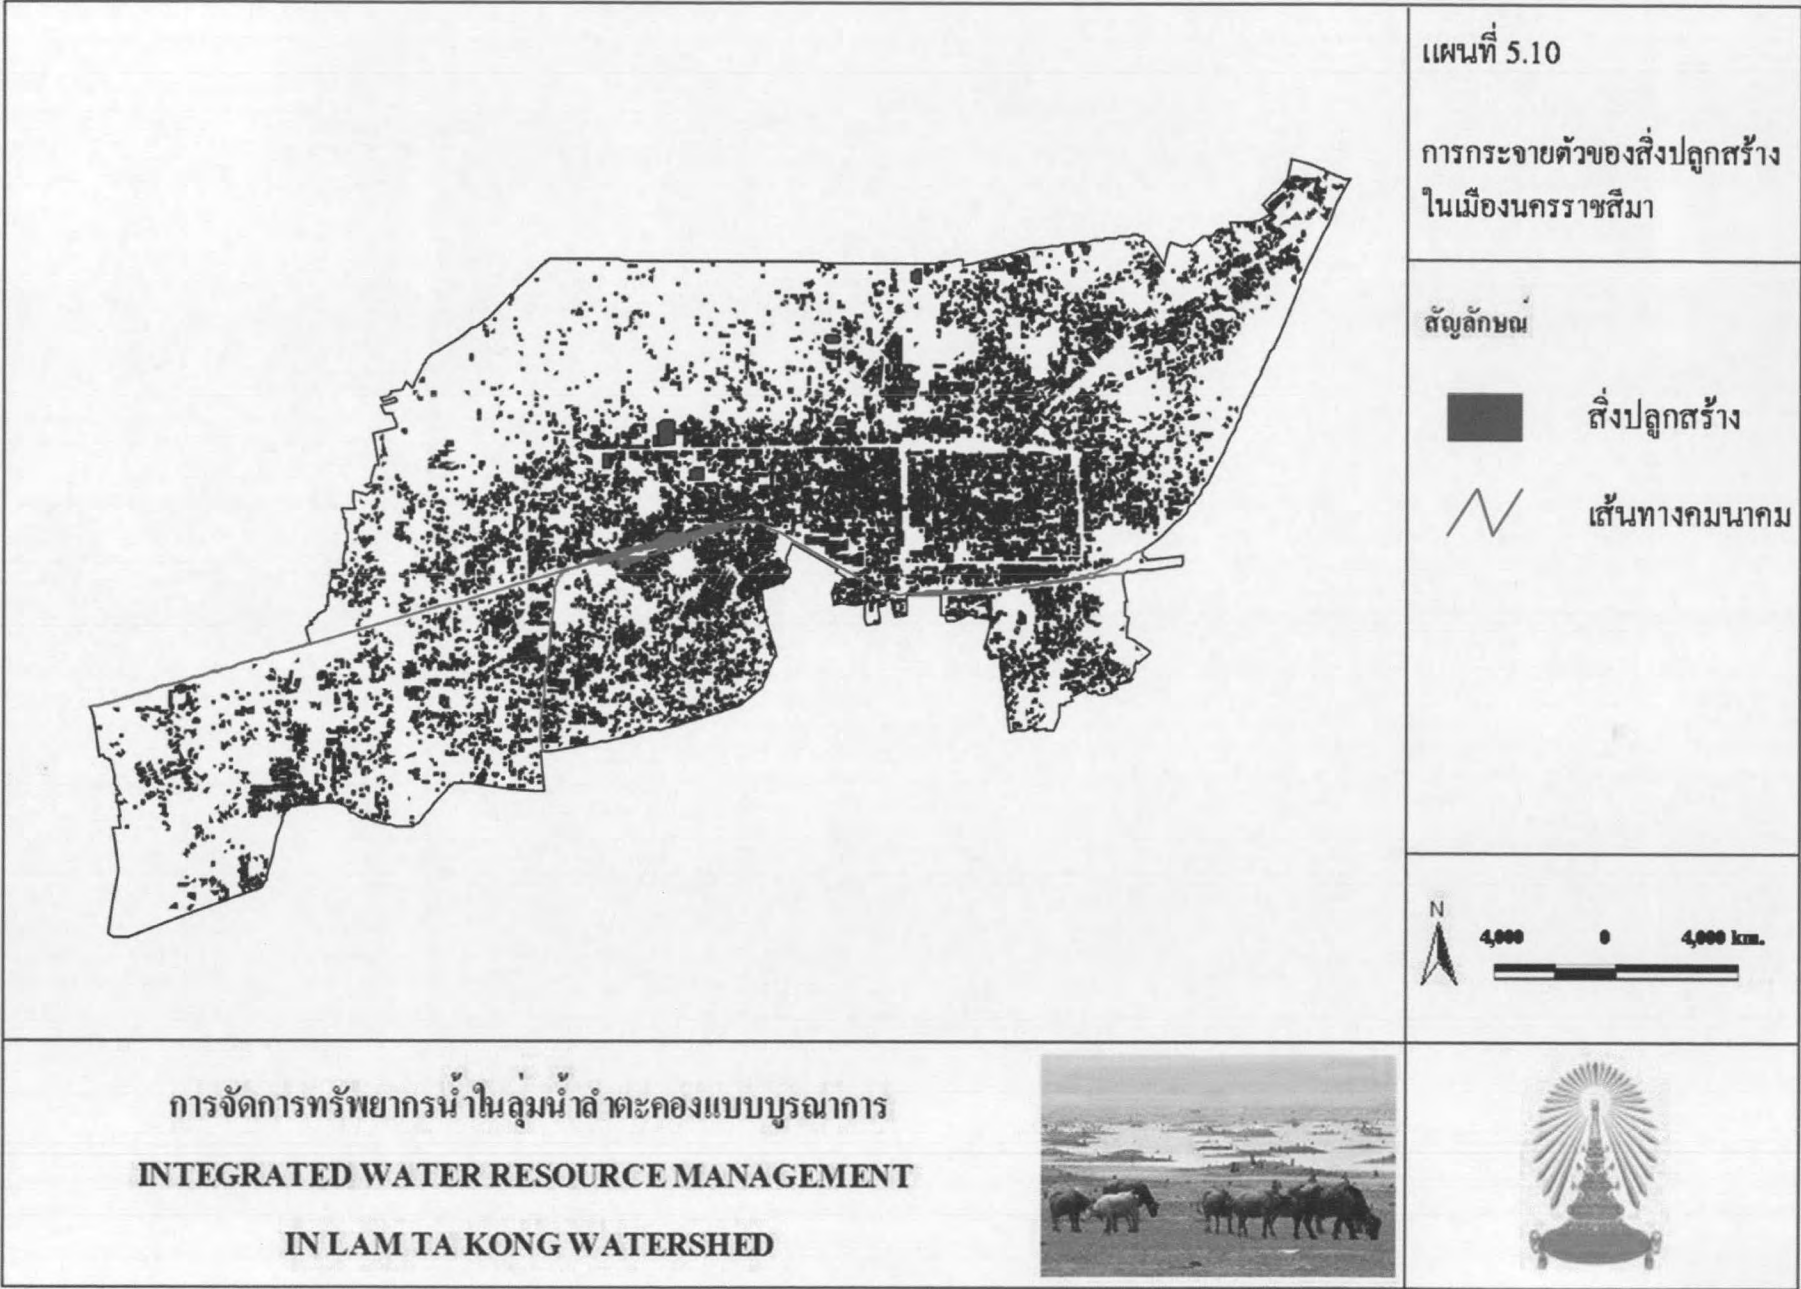 แผนที่ 5.10
การกระจายตัวของสิ่งปลูกสร้าง
ในเมืองนครราชสีมา
สัญลักษณ์
สิ่งปลูกสร้าง
เส้นทางคมนาคม
N
4,000 0 4,000 km.
การจัดการทรัพยากรน้ำในลุ่มน้ำลำตะคองแบบบูรณาการ
INTEGRATED WATER RESOURCE MANAGEMENT
IN LAM TA KONG WATERSHED